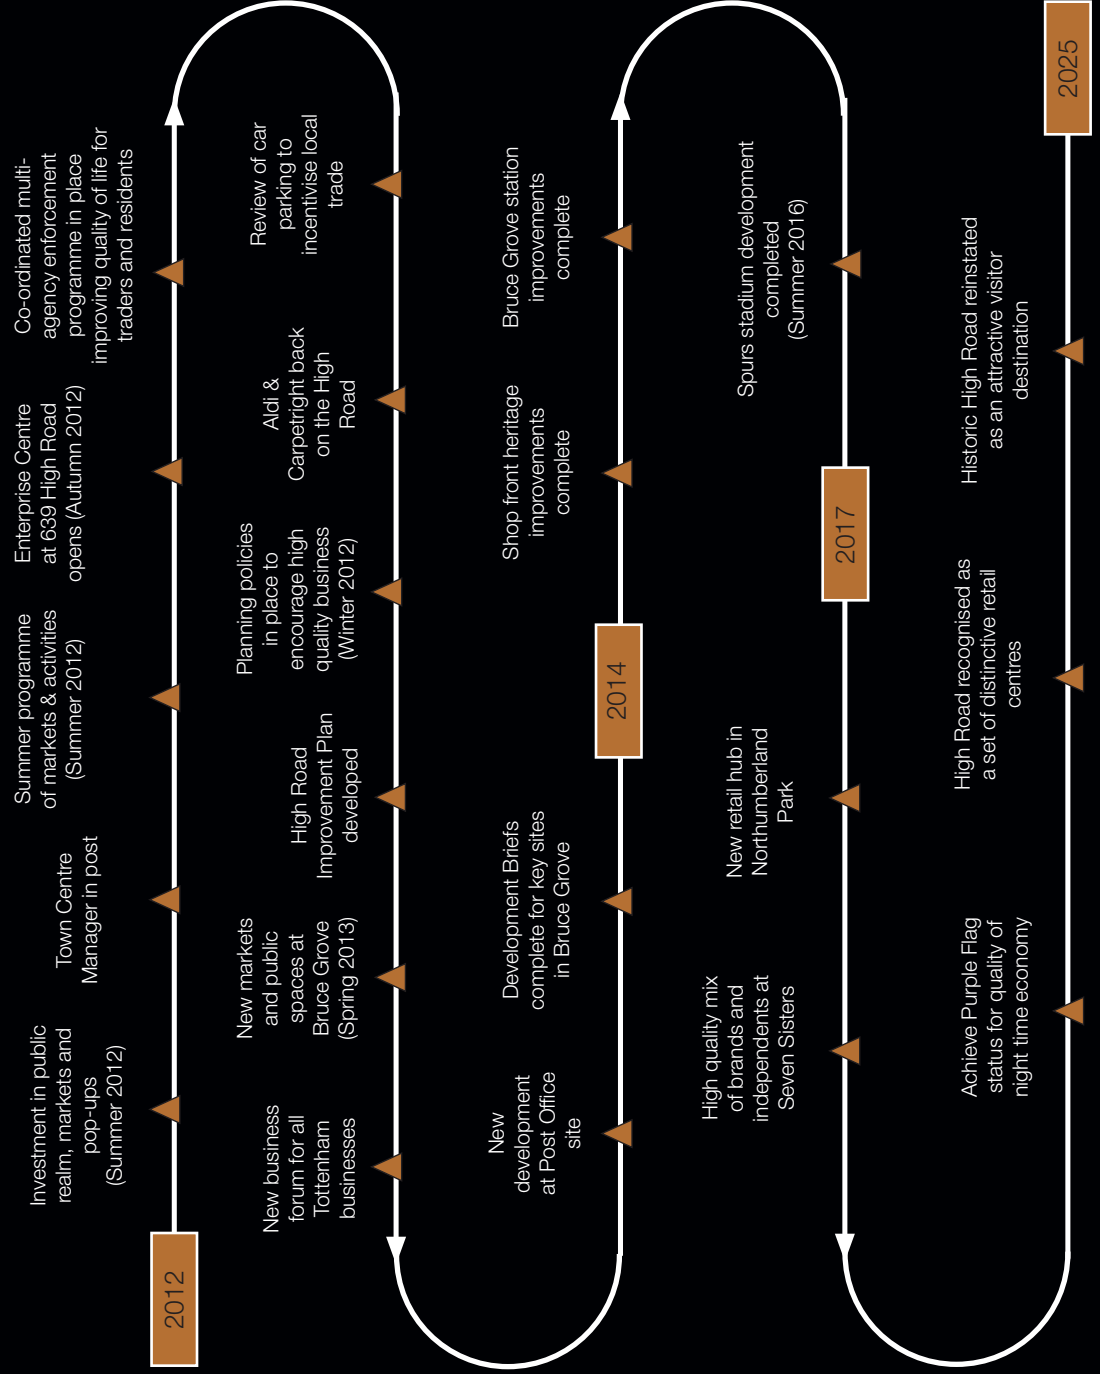 2012
Investment in public
realm, markets and
pop-ups
(Summer 2012)
Town Centre
Manager in post
Summer programme
of markets & activities
(Summer 2012)
Enterprise Centre
at 639 High Road
opens (Autumn 2012)
Co-ordinated multi-
agency enforcement
programme in place
improving quality of life for
traders and residents
Review of car
parking to
incentivise local
trade
Aldi &
Carpetright back
on the High
Road
Planning policies
in place to
encourage high
quality business
(Winter 2012)
High Road
Improvement Plan
developed
New markets
and public
spaces at
Bruce Grove
(Spring 2013)
New business
forum for all
Tottenham
businesses
New
development
at Post Office
site
Development Briefs
complete for key sites
in Bruce Grove
2014
Shop front heritage
improvements
complete
Bruce Grove station
improvements
complete
Spurs stadium development
completed
(Summer 2016)
2017
New retail hub in
Northumberland
Park
High quality mix
of brands and
independents at
Seven Sisters
Achieve Purple Flag
status for quality of
night time economy
High Road recognised as
a set of distinctive retail
centres
Historic High Road reinstated
as an attractive visitor
destination
2025